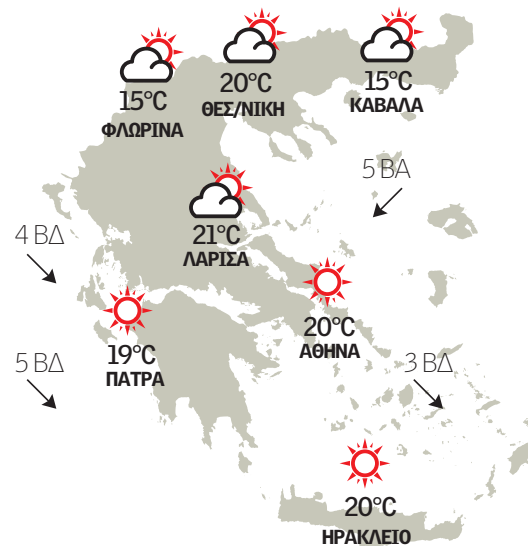 15°C
ΦΛΩΡΙΝΑ
20°C
ΘΕΣ/ΝΙΚΗ
15°C
ΚΑΒΑΛΑ
5 ΒΑ
21°C
ΛΑΡΙΣΑ
4 ΒΔ
20°C
ΑΘΗΝΑ
19°C
ΠΑΤΡΑ
5 ΒΔ
3 ΒΔ
20°C
ΗΡΑΚΛΕΙΟ